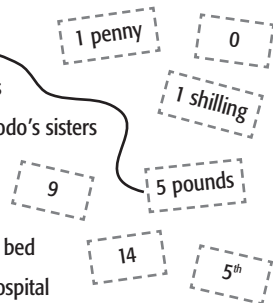 1 penny
0
s
1 shilling
odo's sisters
9
5 pounds
bed
14
5th
ospital